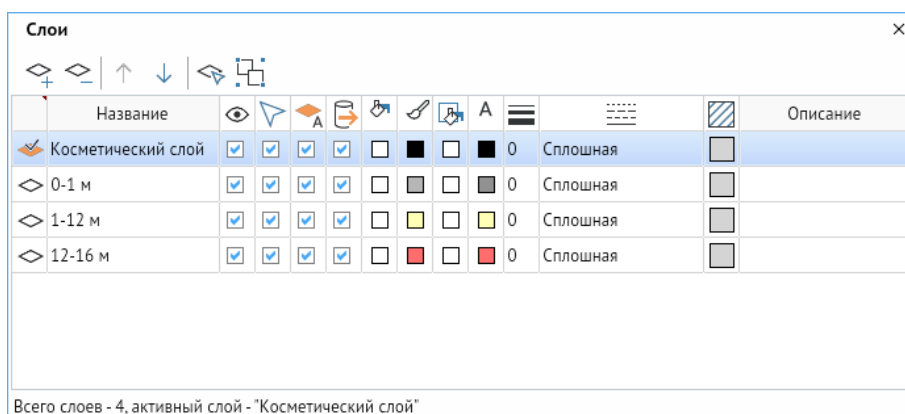 Слои
Название A A Описание
Косметический слой 0 Сплошная
0-1 м 0 Сплошная
1-12 м 0 Сплошная
12-16 м 0 Сплошная
Всего слоев - 4, активный слой - "Косметический слой"